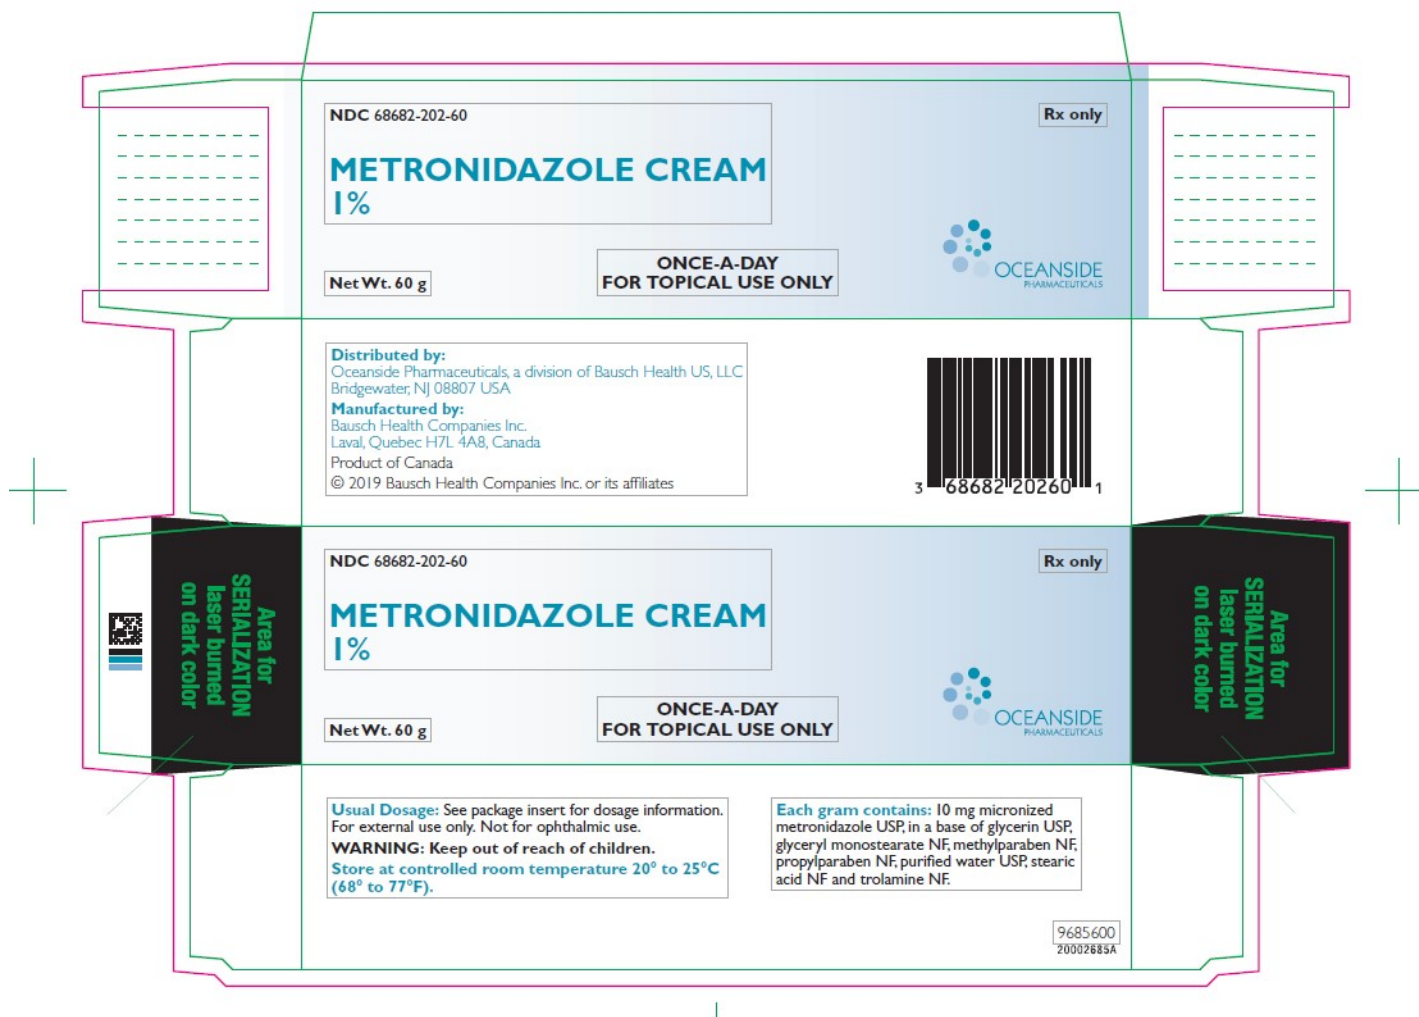 NDC 68682-202-60
Rx only
METRONIDAZOLE CREAM
1%
Net Wt. 60 g
ONCE-A-DAY
FOR TOPICAL USE ONLY
OCEANSIDE
PHARMACEUTICALS
Distributed by:
Oceanside Pharmaceuticals, a division of Bausch Health US, LLC
Bridgewater, NJ 08807 USA
Manufactured by:
Bausch Health Companies Inc.
Laval, Quebec H7L 4A8, Canada
Product of Canada
© 2019 Bausch Health Companies Inc. or its affiliates
3 68682 20260 1
Area for
SERIALIZATION
laser burned
on dark color
NDC 68682-202-60
Rx only
METRONIDAZOLE CREAM
1%
Net Wt. 60 g
ONCE-A-DAY
FOR TOPICAL USE ONLY
OCEANSIDE
PHARMACEUTICALS
Area for
SERIALIZATION
laser burned
on dark color
Usual Dosage: See package insert for dosage information.
For external use only. Not for ophthalmic use.
WARNING: Keep out of reach of children.
Store at controlled room temperature 20° to 25°C
(68° to 77°F).
Each gram contains: 10 mg micronized
metronidazole USP, in a base of glycerin USP,
glyceryl monostearate NF, methylparaben NF,
propylparaben NF, purified water USP, stearic
acid NF and trolamine NF.
9685600
20002685A